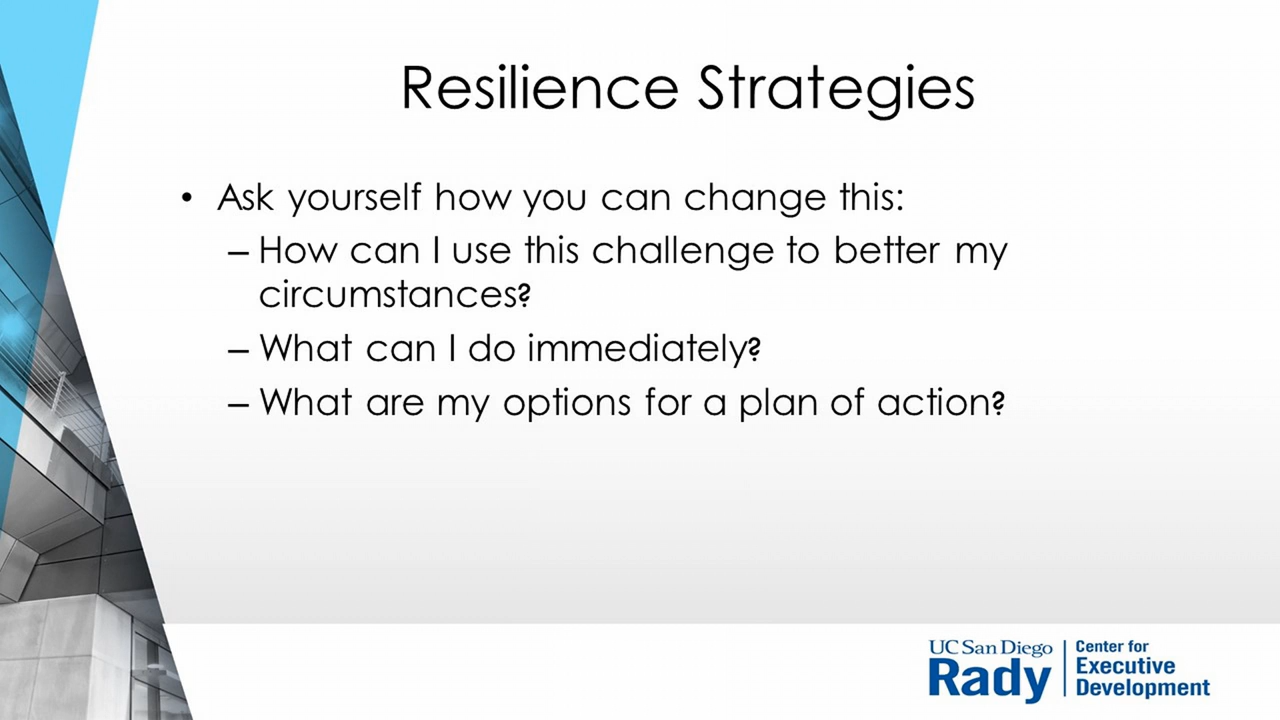 Resilience Strategies
• Ask yourself how you can change this:
– How can I use this challenge to better my
circumstances?
– What can I do immediately?
– What are my options for a plan of action?
UC San Diego
Rady
Center for
Executive
Development